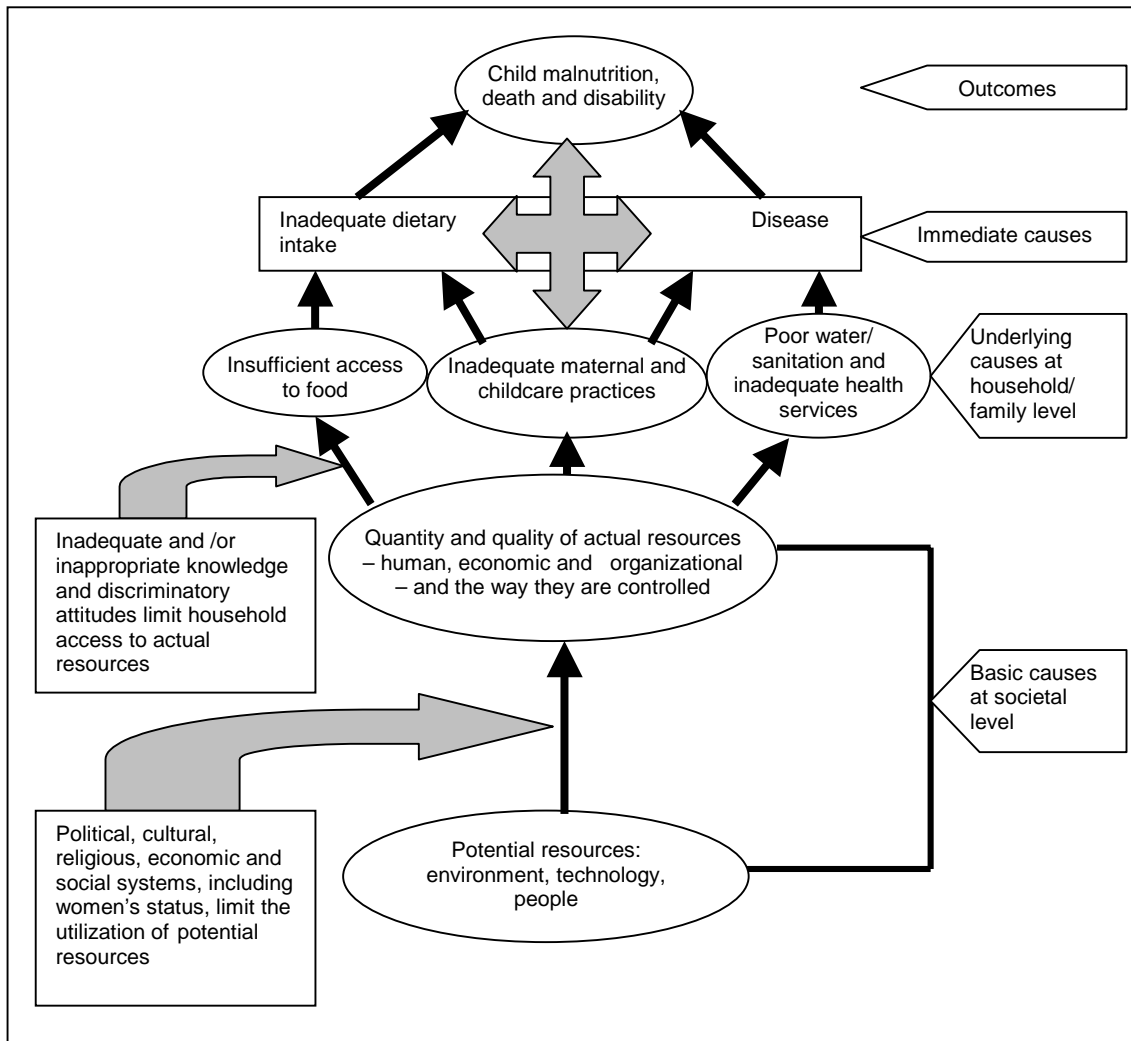 Child malnutrition,
death and disability
Outcomes
Inadequate dietary
intake
Disease
Immediate causes
Insufficient access
to food
Inadequate maternal and
childcare practices
Poor water/
sanitation and
inadequate health
services
Underlying
causes at
household/
family level
Inadequate and /or
inappropriate knowledge
and discriminatory
attitudes limit household
access to actual
resources
Quantity and quality of actual resources
– human, economic and organizational
– and the way they are controlled
Basic causes
at societal
level
Political, cultural,
religious, economic and
social systems, including
women’s status, limit the
utilization of potential
resources
Potential resources:
environment, technology,
people